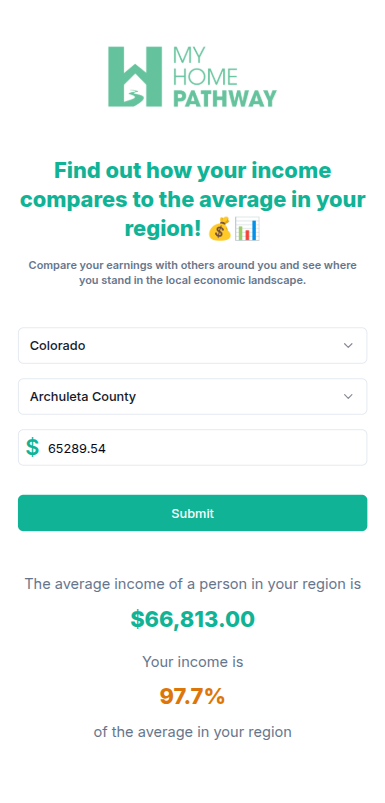 MY
HOME
PATHWAY
Find out how your income
compares to the average in your
region! 💰📊
Compare your earnings with others around you and see where
you stand in the local economic landscape.
Colorado
Archuleta County
$ 65289.54
Submit
The average income of a person in your region is
$66,813.00
Your income is
97.7%
of the average in your region